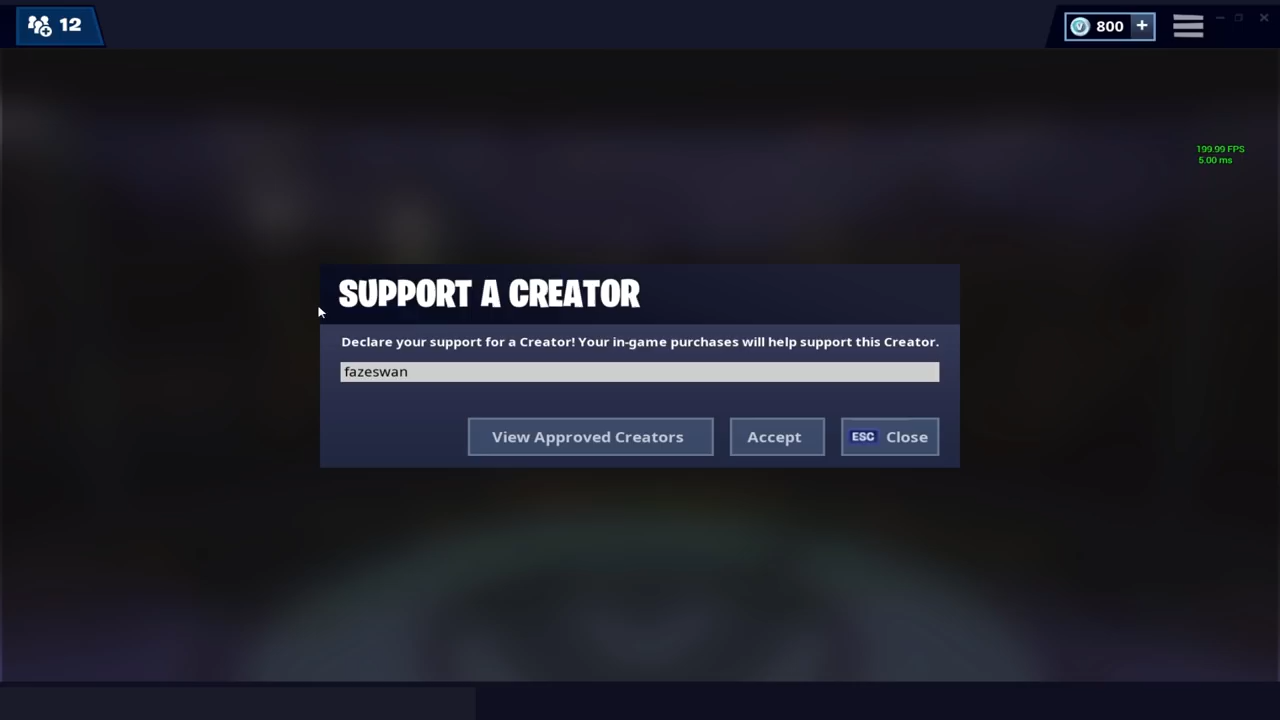 12
800 +
199.99 FPS
5.00 ms
SUPPORT A CREATOR
Declare your support for a Creator! Your in-game purchases will help support this Creator.
fazeswan
View Approved Creators
Accept
ESC Close